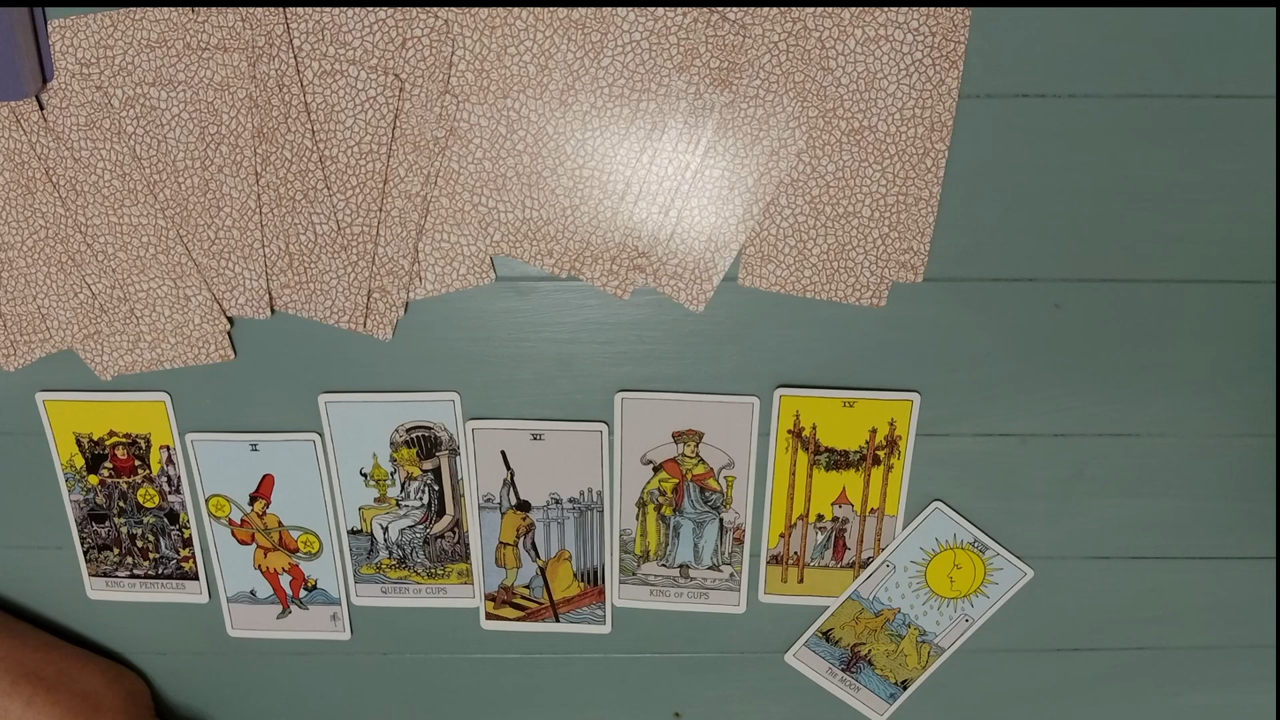 KING OF PENTACLES
II
QUEEN OF CUPS
VI
KING OF CUPS
IV
XVIII
THE MOON